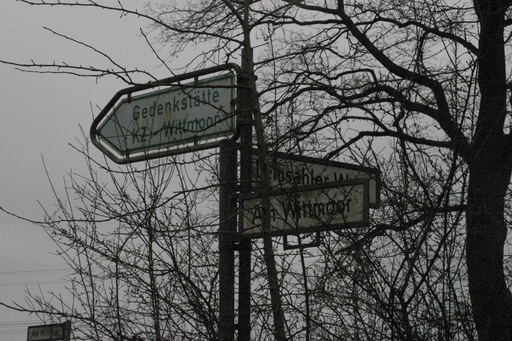 Gedenkstätte
KZ - Wittmoor
Am Wittmoor